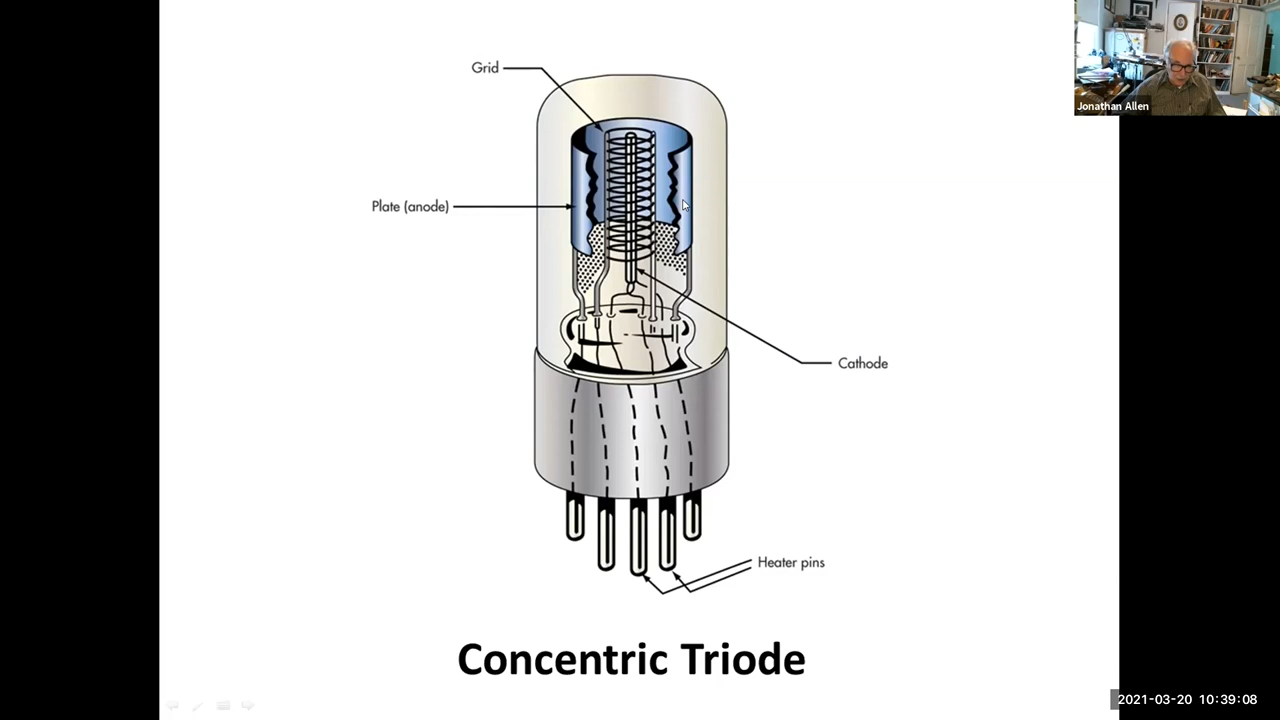 Grid
Plate (anode)
Cathode
Heater pins
Concentric Triode
Jonathan Allen
2021-03-20 10:39:08